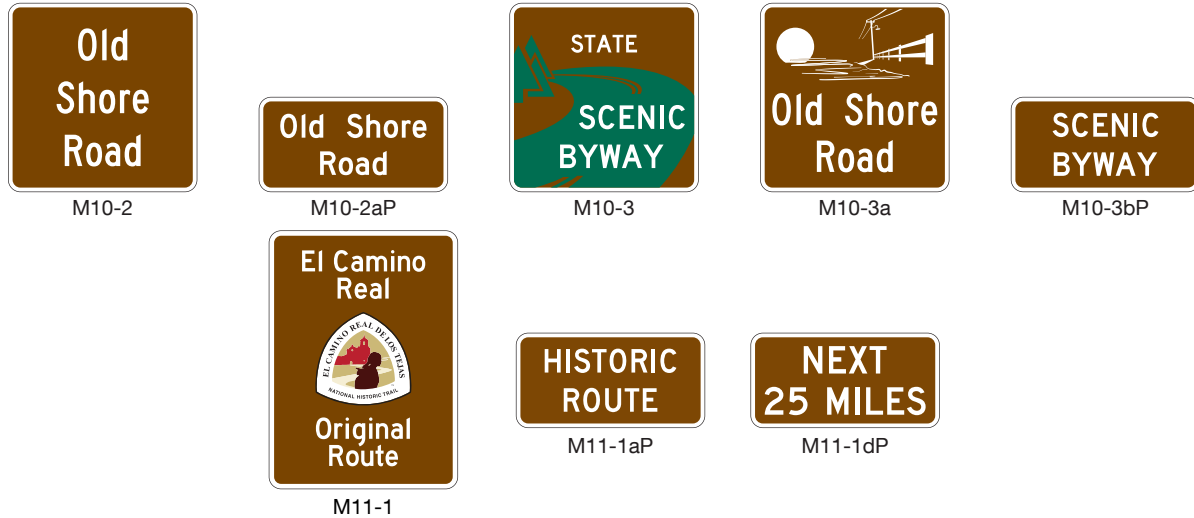 Old
Shore
Road
M10-2
Old Shore
Road
M10-2aP
STATE
SCENIC
BYWAY
M10-3
Old Shore
Road
M10-3a
SCENIC
BYWAY
M10-3bP
El Camino
Real
EL CAMINO REAL DE LOS TEJAS
NATIONAL HISTORIC TRAIL
Original
Route
M11-1
HISTORIC
ROUTE
M11-1aP
NEXT
25 MILES
M11-1dP